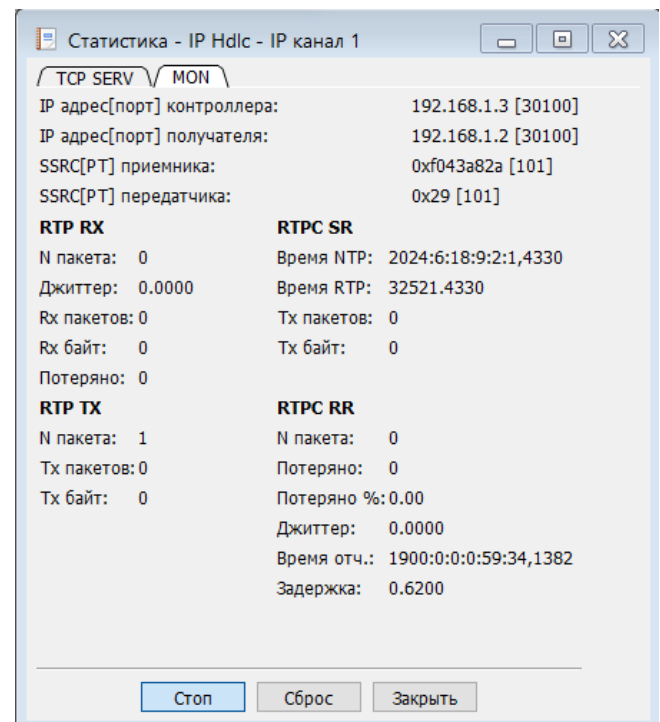 Статистика - IP Hdlc - IP канал 1
TCP SERV MON
IP адрес[порт] контроллера: 192.168.1.3 [30100]
IP адрес[порт] получателя: 192.168.1.2 [30100]
SSRC[PT] приемника: 0xf043a82a [101]
SSRC[PT] передатчика: 0x29 [101]
RTP RX RTPC SR
N пакета: 0 Время NTP: 2024:6:18:9:2:1,4330
Джиттер: 0.0000 Время RTP: 32521.4330
Rx пакетов: 0 Tx пакетов: 0
Rx байт: 0 Tx байт: 0
Потеряно: 0
RTP TX RTPC RR
N пакета: 1 N пакета: 0
Tx пакетов: 0 Потеряно: 0
Tx байт: 0 Потеряно %: 0.00
Джиттер: 0.0000
Время отч.: 1900:0:0:0:59:34,1382
Задержка: 0.6200
Стоп Сброс Закрыть